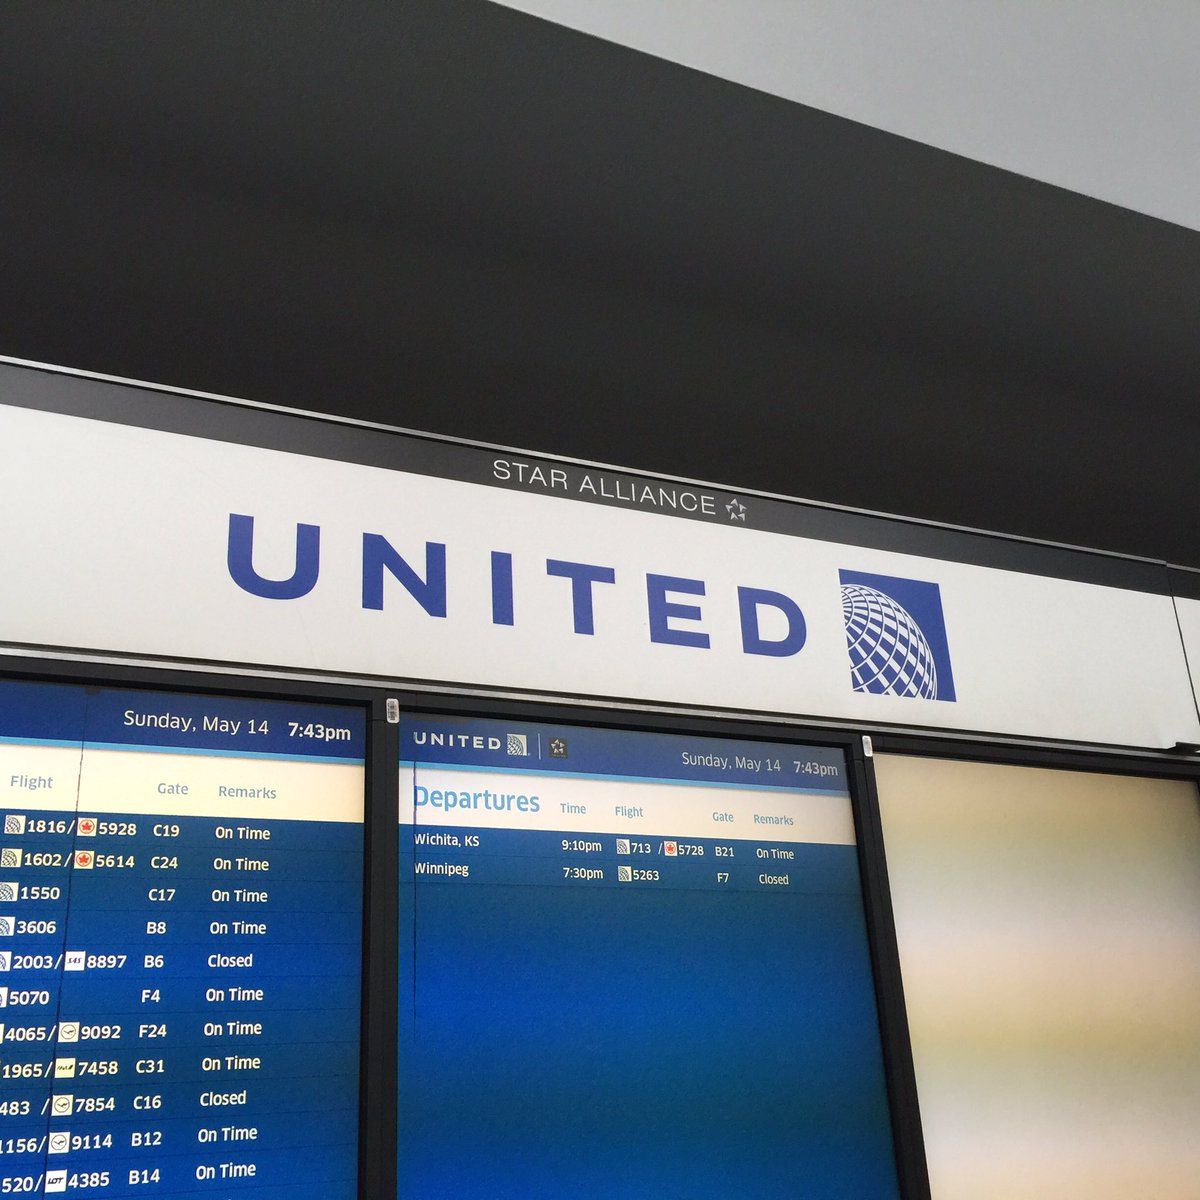 STAR ALLIANCE
UNITED
Sunday, May 14 7:43pm
Flight Gate Remarks
1816/ 5928 C19 On Time
1602/ 5614 C24 On Time
1550 C17 On Time
3606 B8 On Time
2003/ SAS 8897 B6 Closed
5070 F4 On Time
4065/ 9092 F24 On Time
1965/ 7458 C31 On Time
483 / 7854 C16 Closed
1156/ 9114 B12 On Time
520/ LOT 4385 B14 On Time
UNITED
Sunday, May 14 7:43pm
Departures Time Flight Gate Remarks
Wichita, KS 9:10pm 713 / 5728 B21 On Time
Winnipeg 7:30pm 5263 F7 Closed